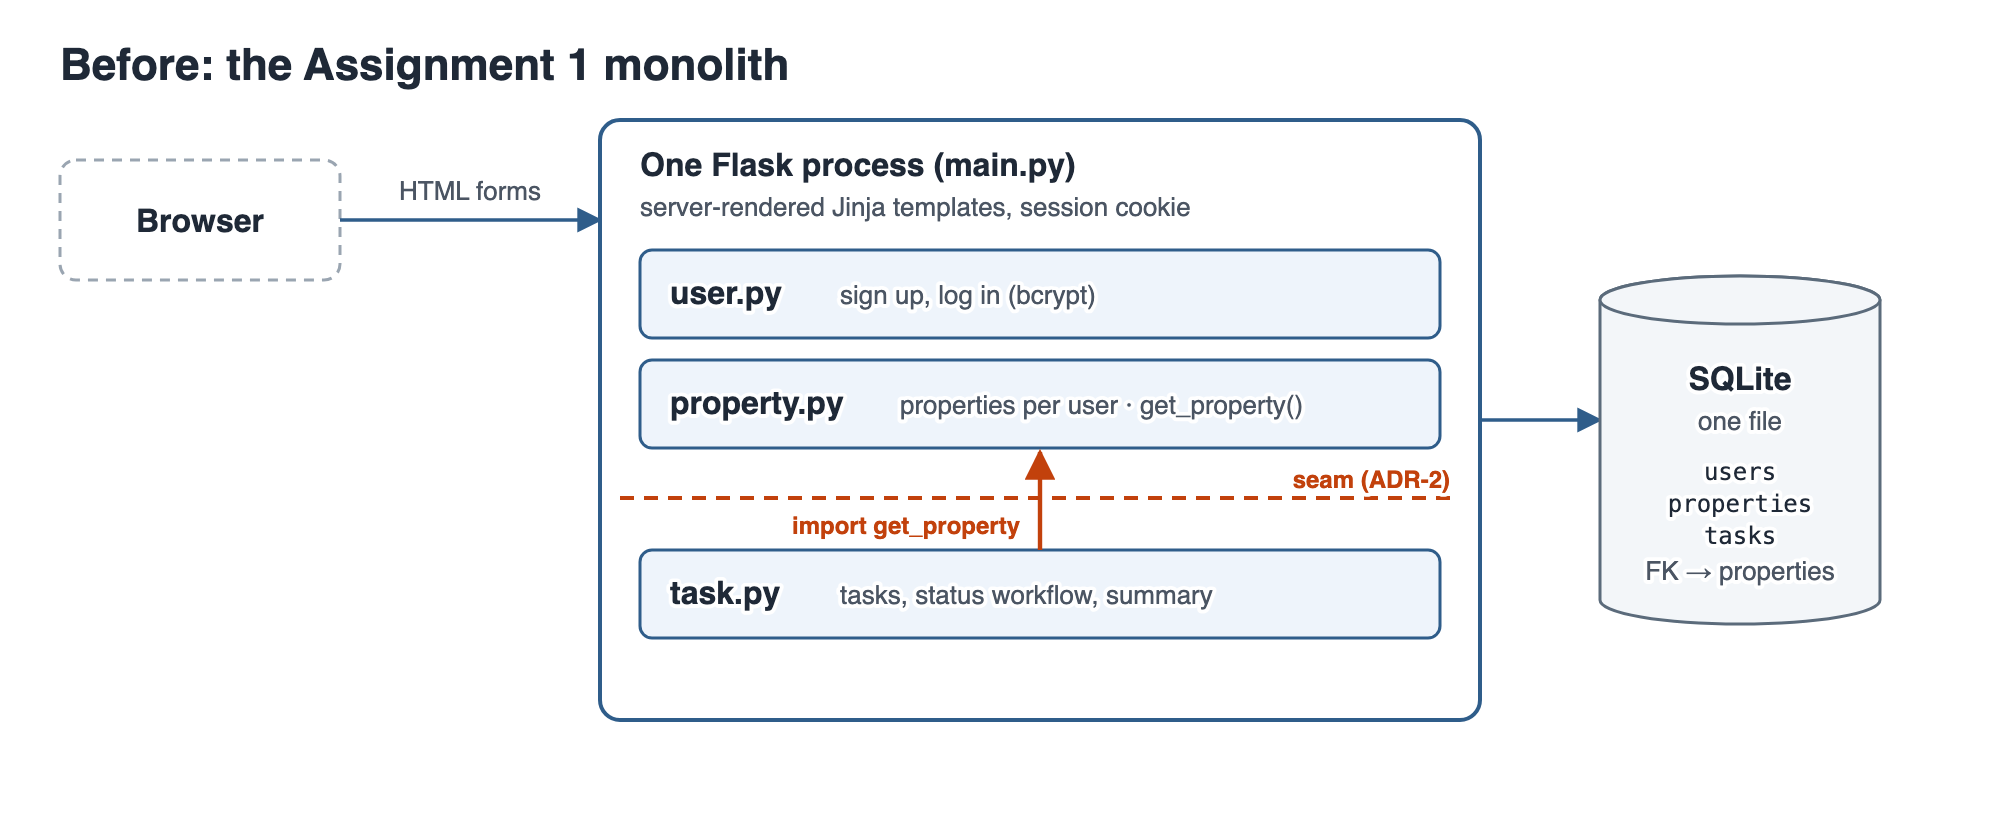 Before: the Assignment 1 monolith
Browser
HTML forms
One Flask process (main.py)
server-rendered Jinja templates, session cookie
user.py sign up, log in (bcrypt)
property.py properties per user · get_property()
seam (ADR-2)
import get_property
task.py tasks, status workflow, summary
SQLite
one file
users
properties
tasks
FK → properties